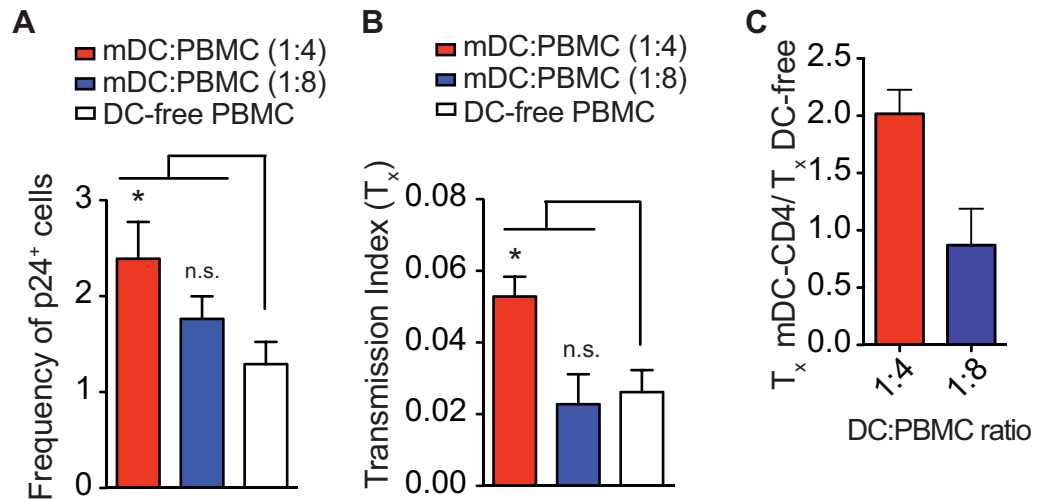 A
mDC:PBMC (1:4)
mDC:PBMC (1:8)
DC-free PBMC
Frequency of p24+ cells
3
2
1
0
*
n.s.
B
mDC:PBMC (1:4)
mDC:PBMC (1:8)
DC-free PBMC
Transmission Index (Tx)
0.08
0.06
0.04
0.02
0.00
*
n.s.
C
Tx mDC-CD4/ Tx DC-free
2.5
2.0
1.5
1.0
0.5
0.0
1:4
1:8
DC:PBMC ratio